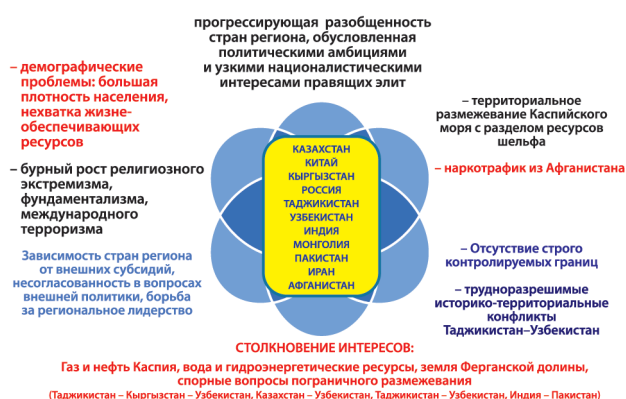 прогрессирующая разобщенность
стран региона, обусловленная
политическими амбициями
и узкими националистическими
интересами правящих элит
– демографические
проблемы: большая
плотность населения,
нехватка жизне-
обеспечивающих
ресурсов
– бурный рост религиозного
экстремизма,
фундаментализма,
международного
терроризма
Зависимость стран региона
от внешних субсидий,
несогласованность в вопросах
внешней политики, борьба
за региональное лидерство
КАЗАХСТАН
КИТАЙ
КЫРГЫЗСТАН
РОССИЯ
ТАДЖИКИСТАН
УЗБЕКИСТАН
ИНДИЯ
МОНГОЛИЯ
ПАКИСТАН
ИРАН
АФГАНИСТАН
– территориальное
размежевание Каспийского
моря с разделом ресурсов
шельфа
– наркотрафик из Афганистана
– Отсутствие строго
контролируемых границ
– трудноразрешимые
историко-территориальные
конфликты
Таджикистан–Узбекистан
СТОЛКНОВЕНИЕ ИНТЕРЕСОВ:
Газ и нефть Каспия, вода и гидроэнергетические ресурсы, земля Ферганской долины,
спорные вопросы пограничного размежевания
(Таджикистан – Кыргызстан – Узбекистан, Казахстан – Узбекистан, Таджикистан – Узбекистан, Индия – Пакистан)